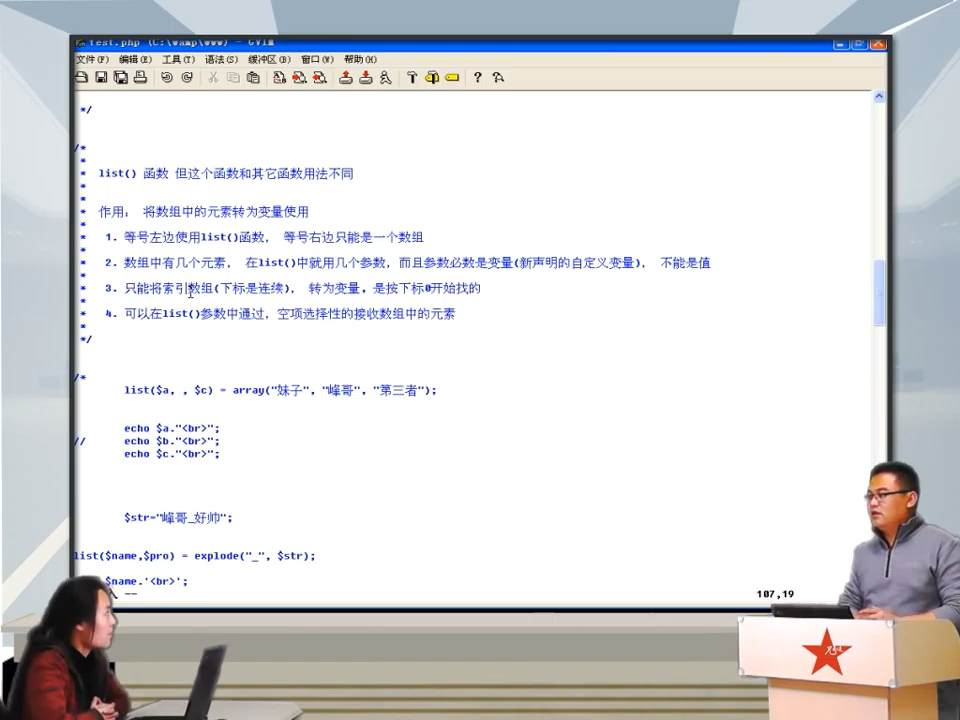 test.php (C:\wamp\www) - GVIM
文件(F) 编辑(E) 工具(T) 语法(S) 缓冲区(B) 窗口(W) 帮助(H)
*/
/*
*
* list() 函数 但这个函数和其它函数用法不同
*
*
* 作用： 将数组中的元素转为变量使用
*
* 1. 等号左边使用list()函数， 等号右边只能是一个数组
*
* 2. 数组中有几个元素， 在list()中就用几个参数，而且参数必数是变量(新声明的自定义变量)， 不能是值
*
* 3. 只能将索引数组(下标是连续)， 转为变量。是按下标0开始找的
*
* 4. 可以在list()参数中通过，空项选择性的接收数组中的元素
*
*/
/*
list($a, , $c) = array("妹子", "峰哥", "第三者");
echo $a."<br>";
// echo $b."<br>";
echo $c."<br>";
$str="峰哥_好帅";
list($name,$pro) = explode("_", $str);
$name.'<br>';
--
107,19